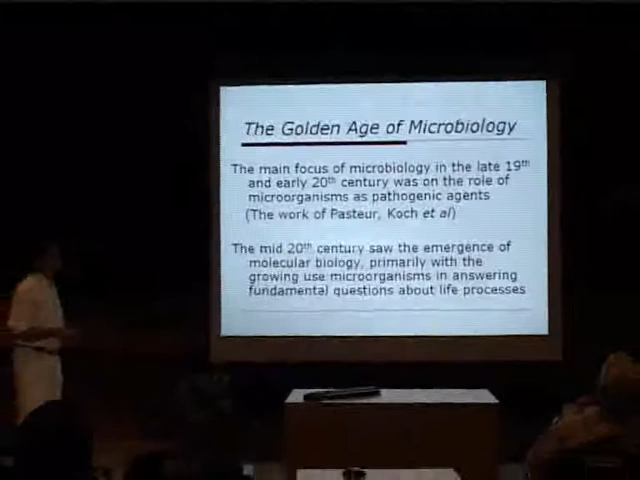 The Golden Age of Microbiology
The main focus of microbiology in the late 19th
and early 20th century was on the role of
microorganisms as pathogenic agents
(The work of Pasteur, Koch et al)
The mid 20th century saw the emergence of
molecular biology, primarily with the
growing use microorganisms in answering
fundamental questions about life processes